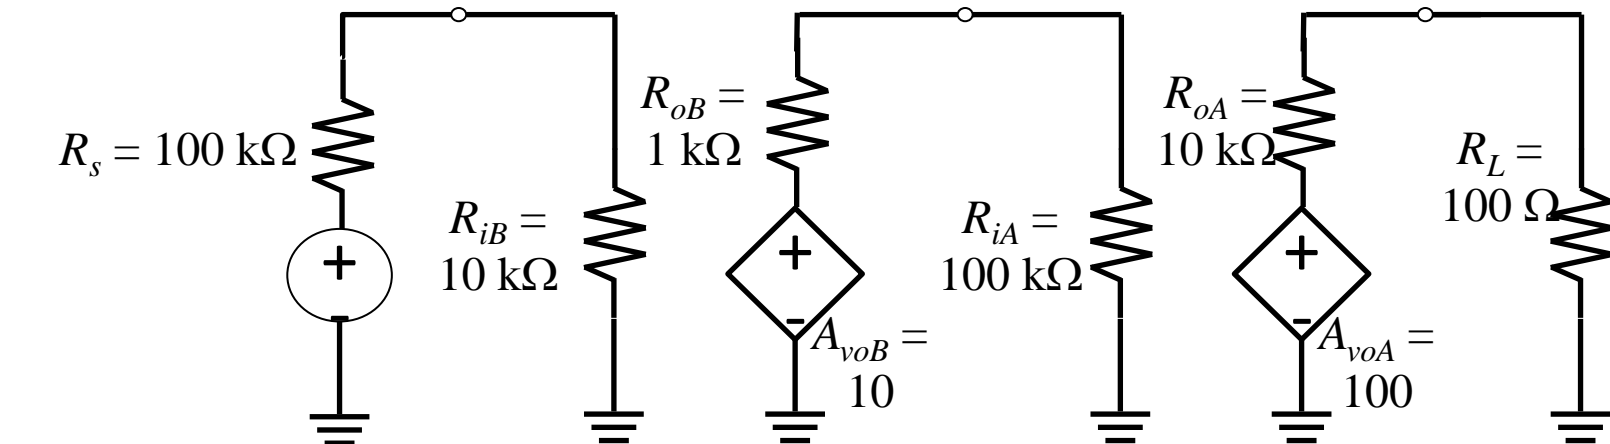 R_s = 100 kΩ
+
-
R_iB =
10 kΩ
R_oB =
1 kΩ
+
-
A_voB =
10
R_iA =
100 kΩ
R_oA =
10 kΩ
+
-
A_voA =
100
R_L =
100 Ω